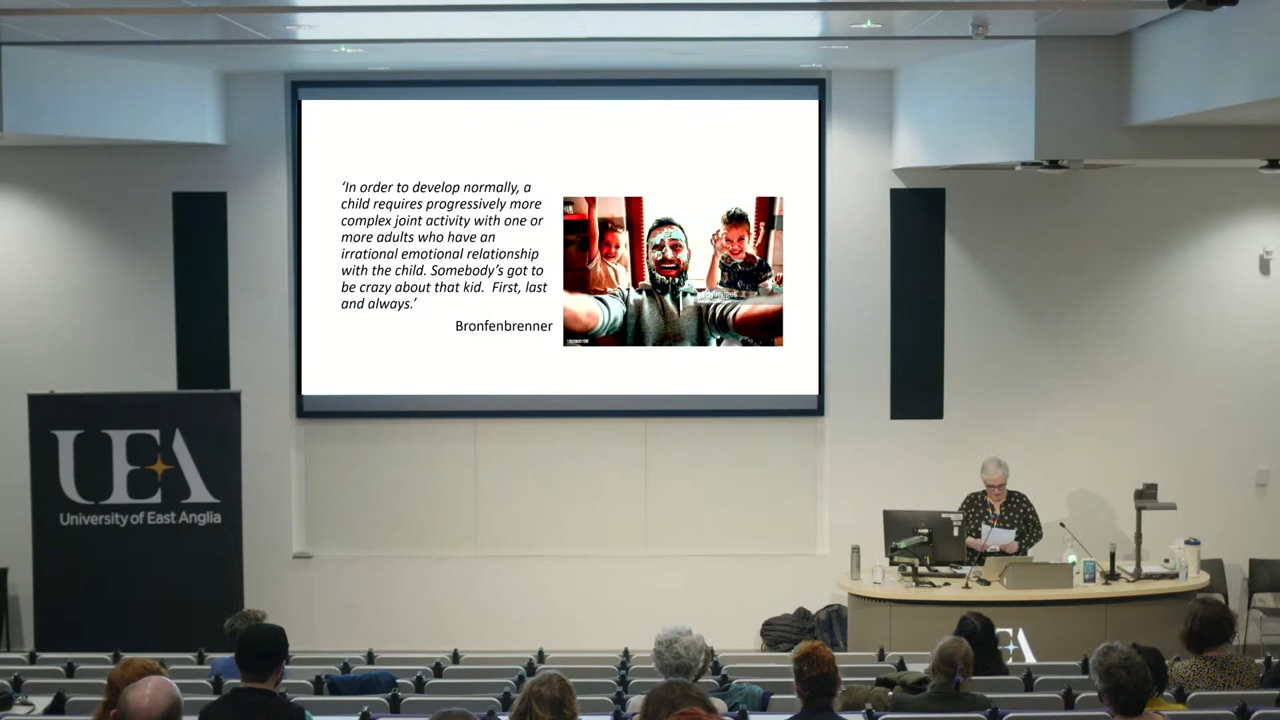 ‘In order to develop normally, a
child requires progressively more
complex joint activity with one or
more adults who have an
irrational emotional relationship
with the child. Somebody’s got to
be crazy about that kid.  First, last
and always.’
Bronfenbrenner
UEA
University of East Anglia